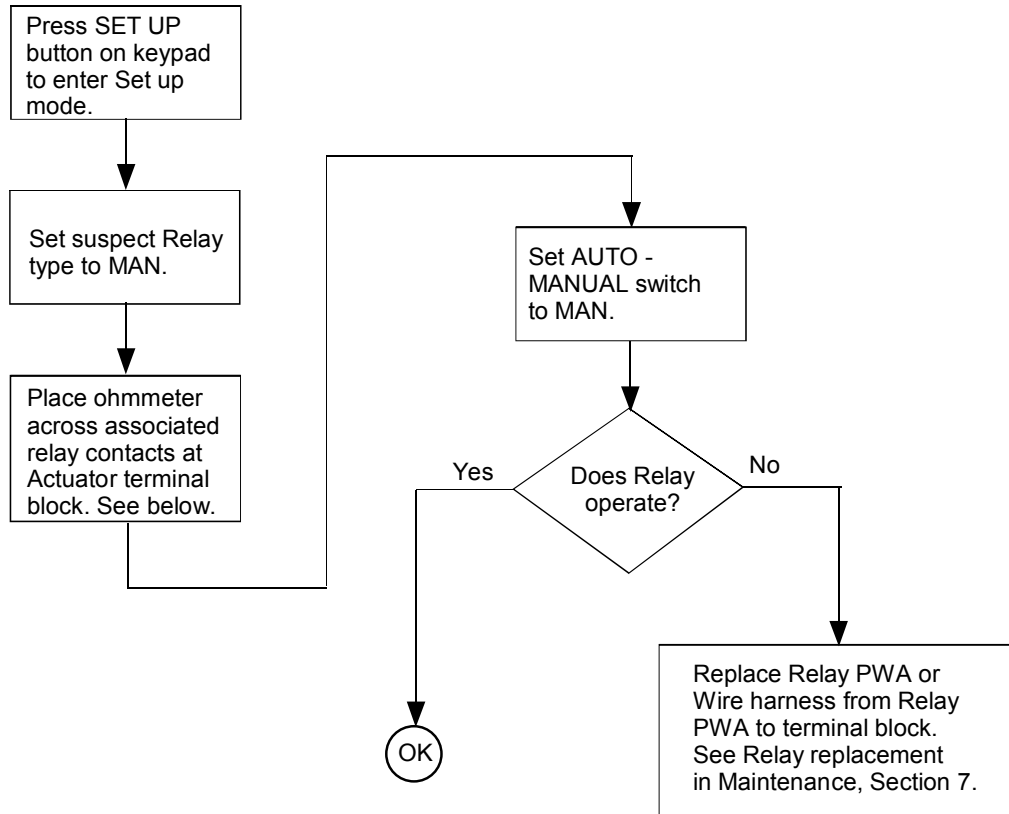 Press SET UP
button on keypad
to enter Set up
mode.
Set suspect Relay
type to MAN.
Place ohmmeter
across associated
relay contacts at
Actuator terminal
block. See below.
Set AUTO -
MANUAL switch
to MAN.
Does Relay
operate?
Yes
No
OK
Replace Relay PWA or
Wire harness from Relay
PWA to terminal block.
See Relay replacement
in Maintenance, Section 7.